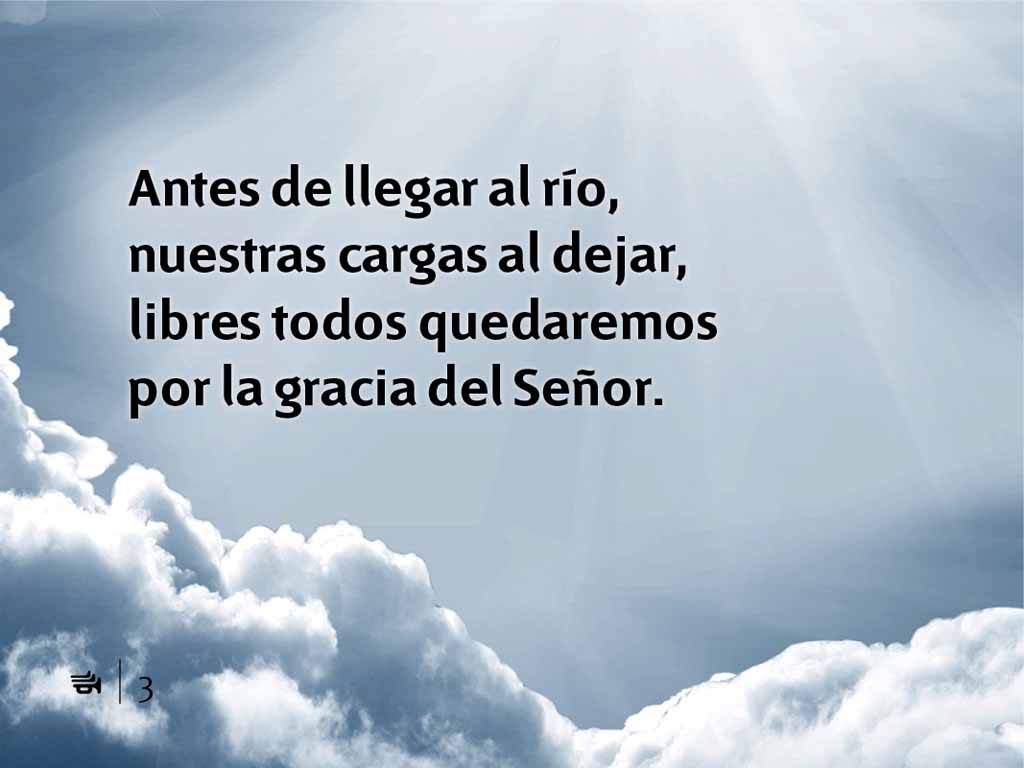 Antes de llegar al río,
nuestras cargas al dejar,
libres todos quedaremos
por la gracia del Señor.
3